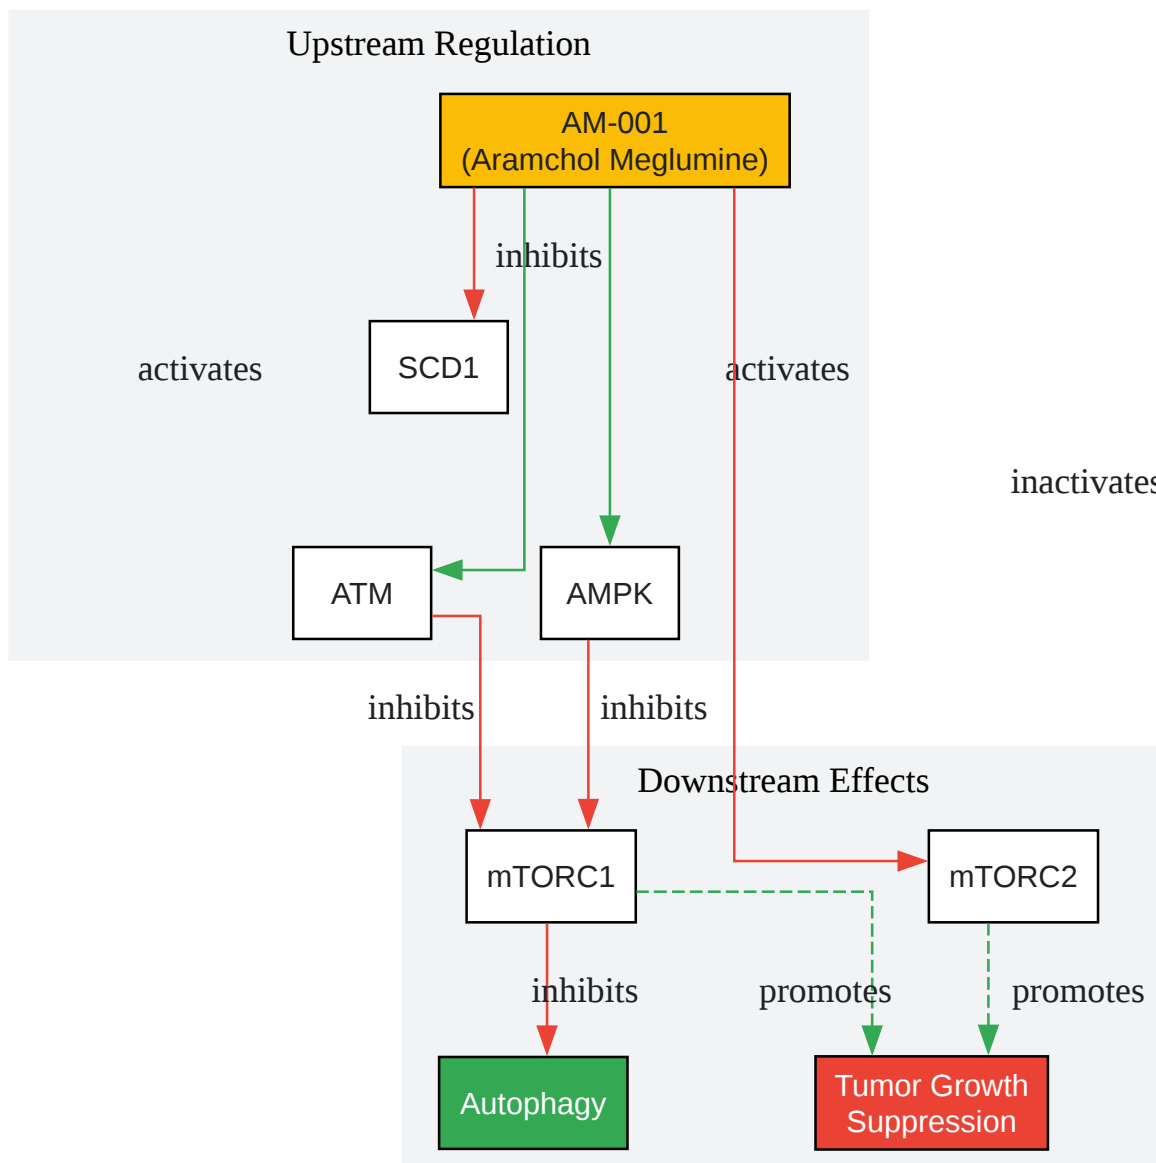 Upstream Regulation
AM-001
(Aramchol Meglumine)
inhibits
SCD1
activates
activates
inactivates
ATM
AMPK
inhibits
inhibits
Downstream Effects
mTORC1
mTORC2
inhibits
promotes
promotes
Autophagy
Tumor Growth
Suppression